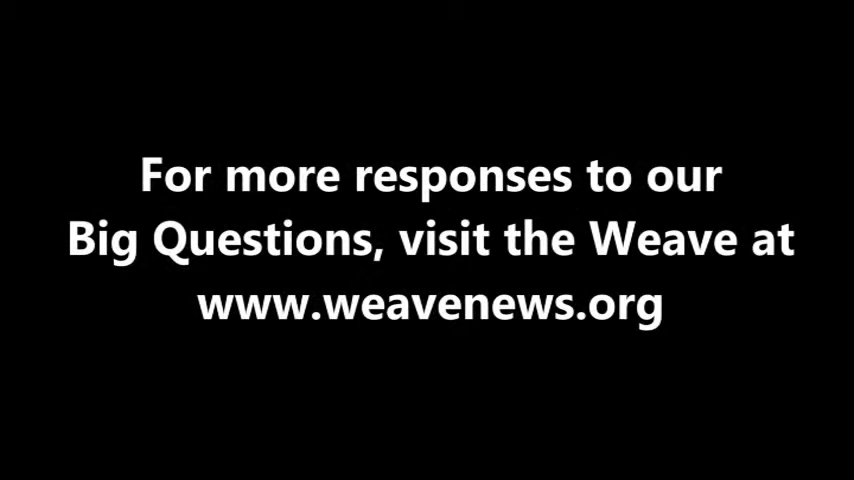 For more responses to our
Big Questions, visit the Weave at
www.weavenews.org